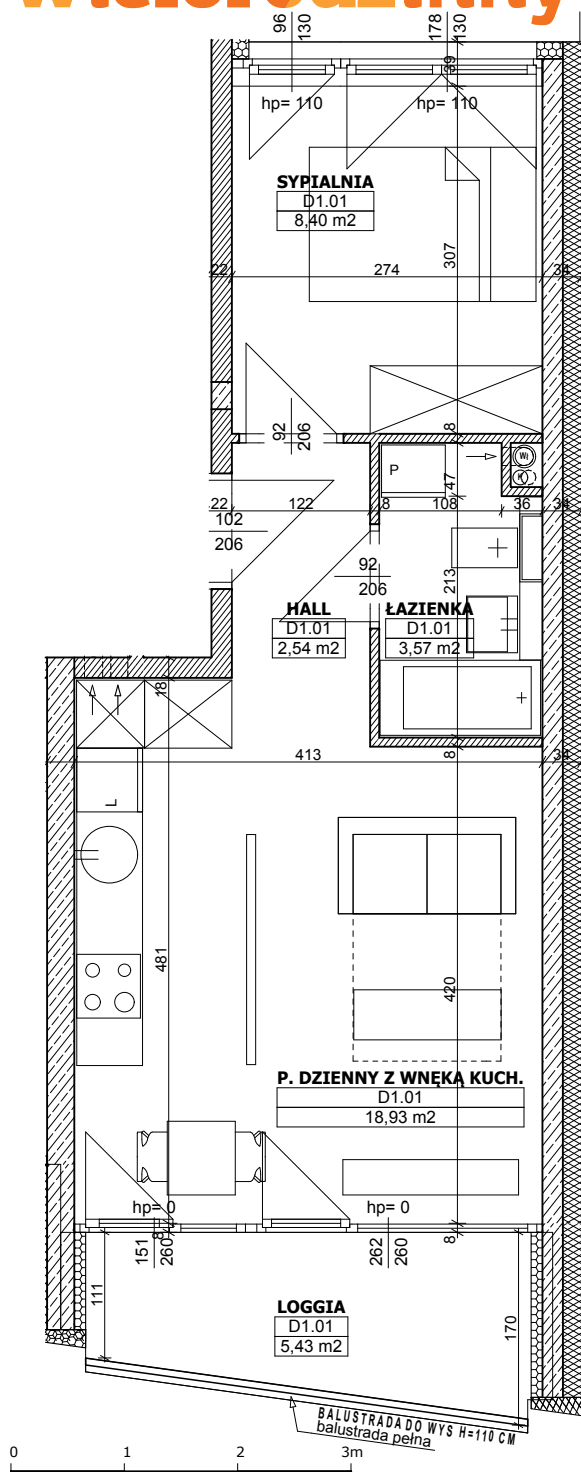 wielorodzinny
96
130
178
130
39
hp= 110
hp= 110
SYPIALNIA
D1.01
8,40 m2
307
22
274
34
92
206
8
P
47
22
122
8
108
36
34
102
206
92
206
213
HALL
D1.01
2,54 m2
ŁAZIENKA
D1.01
3,57 m2
18
413
8
34
L
481
420
P. DZIENNY Z WNĘKĄ KUCH.
D1.01
18,93 m2
hp= 0
hp= 0
151
260
8
262
260
8
111
170
LOGGIA
D1.01
5,43 m2
BALUSTRADA DO WYS H=110 CM
balustrada pełna
0 1 2 3m